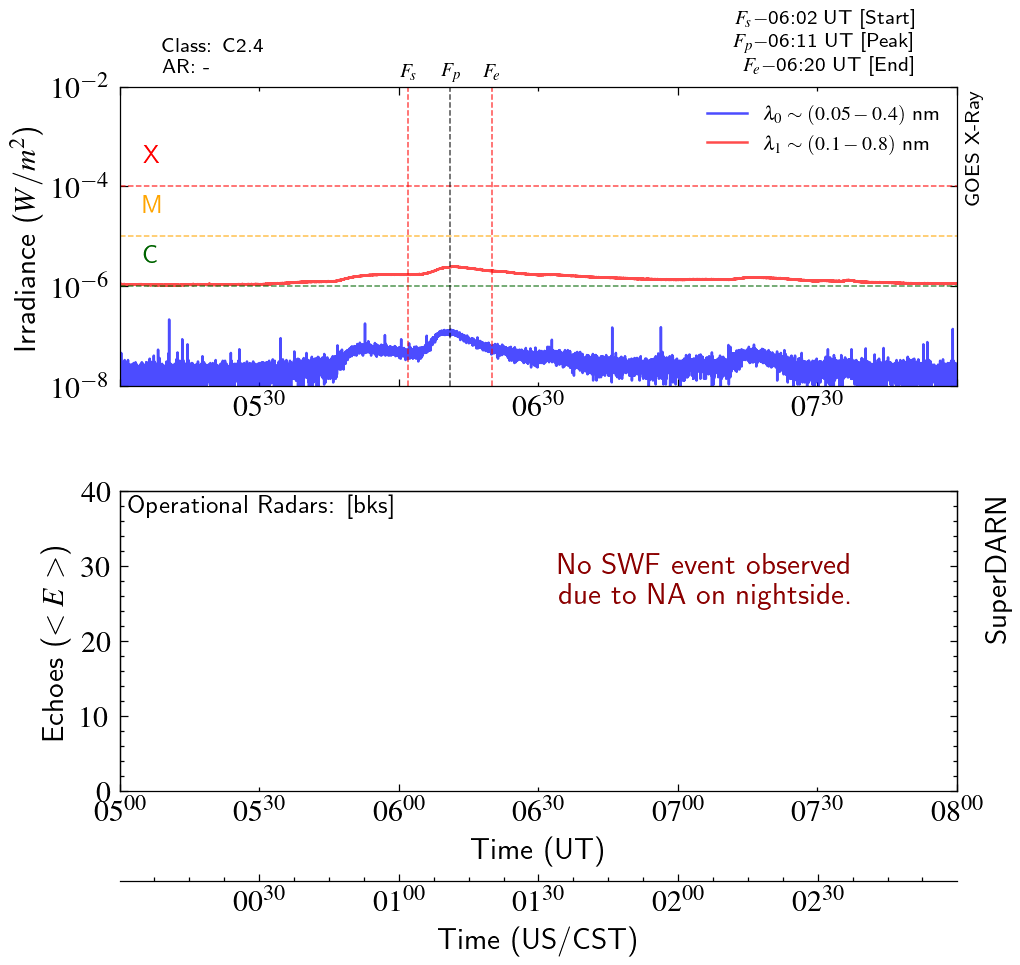 F_s−06:02 UT [Start]
Class: C2.4
F_p−06:11 UT [Peak]
AR: -
F_e−06:20 UT [End]
F_s F_p F_e
10^−2
λ_0 ∼ (0.05 − 0.4) nm
λ_1 ∼ (0.1 − 0.8) nm
GOES X-Ray
X
10^−4
M
Irradiance (W/m^2)
C
10^−6
10^−8
05^30 06^30 07^30
40
Operational Radars: [bks]
No SWF event observed
due to NA on nightside.
30
SuperDARN
20
Echoes (< E >)
10
0
05^00 05^30 06^00 06^30 07^00 07^30 08^00
Time (UT)
00^30 01^00 01^30 02^00 02^30
Time (US/CST)